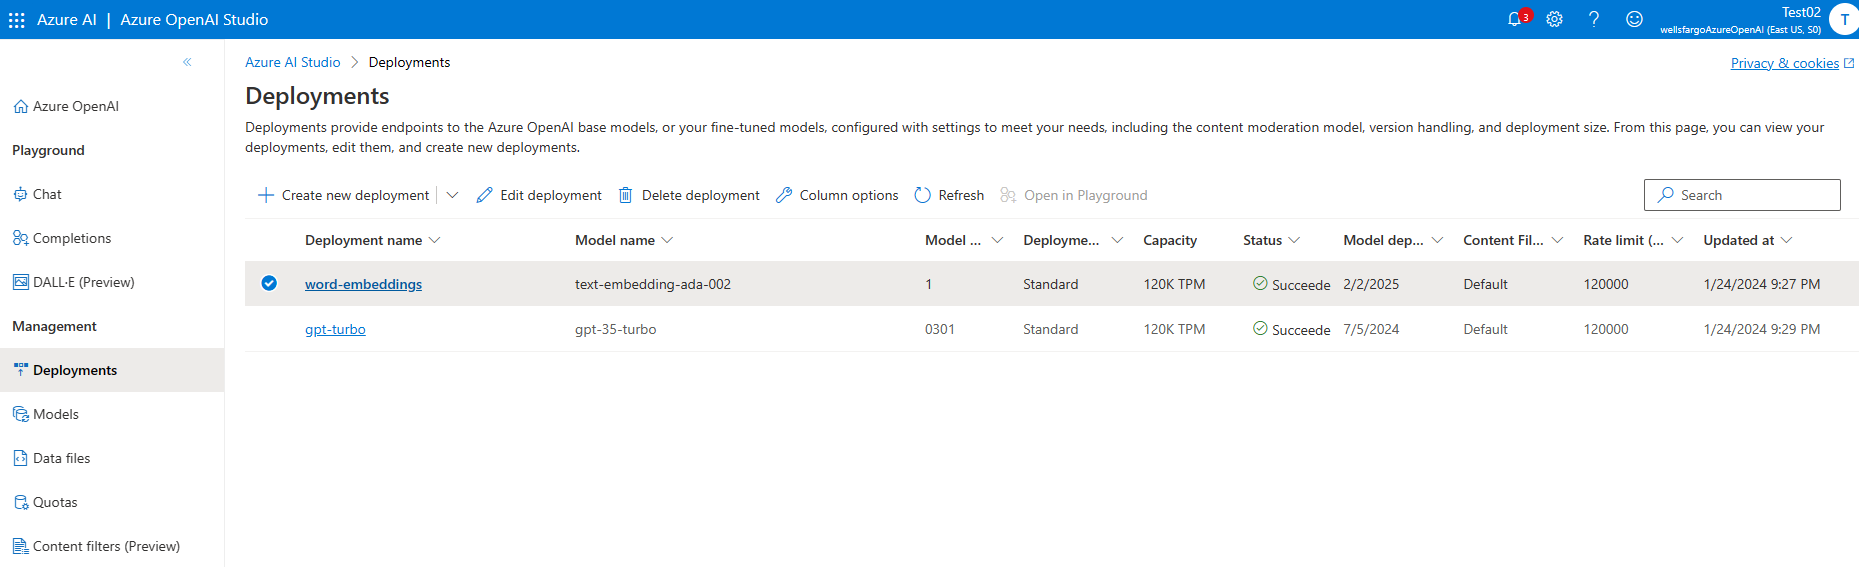 Azure AI | Azure OpenAI Studio
3
Test02
wellsfargoAzureOpenAI (East US, S0)
T
Azure OpenAI
Playground
Chat
Completions
DALL·E (Preview)
Management
Deployments
Models
Data files
Quotas
Content filters (Preview)
Azure AI Studio > Deployments
Privacy & cookies
Deployments
Deployments provide endpoints to the Azure OpenAI base models, or your fine-tuned models, configured with settings to meet your needs, including the content moderation model, version handling, and deployment size. From this page, you can view your
deployments, edit them, and create new deployments.
Create new deployment Edit deployment Delete deployment Column options Refresh Open in Playground Search
Deployment name Model name Model ... Deployme... Capacity Status Model dep... Content Fil... Rate limit (... Updated at
word-embeddings text-embedding-ada-002 1 Standard 120K TPM Succeede 2/2/2025 Default 120000 1/24/2024 9:27 PM
gpt-turbo gpt-35-turbo 0301 Standard 120K TPM Succeede 7/5/2024 Default 120000 1/24/2024 9:29 PM